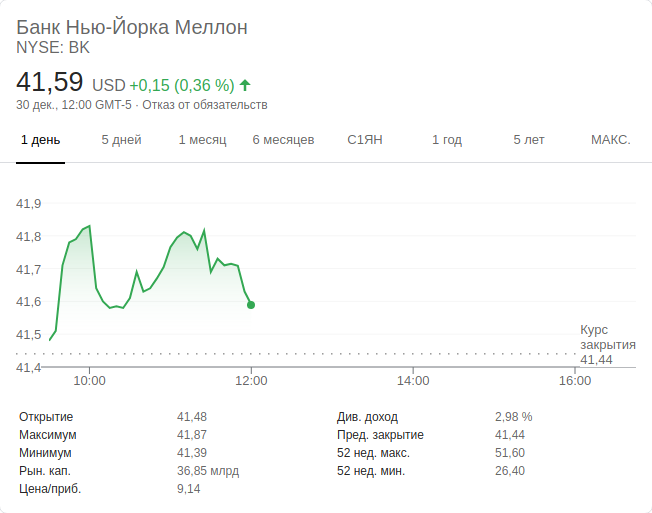 Банк Нью-Йорка Меллон
NYSE: BK
41,59 USD +0,15 (0,36 %)
30 дек., 12:00 GMT-5 · Отказ от обязательств
1 день 5 дней 1 месяц 6 месяцев С1ЯН 1 год 5 лет МАКС.
41,9
41,8
41,7
41,6
41,5
41,4
Курс
закрытия
41,44
10:00 12:00 14:00 16:00
Открытие 41,48 Див. доход 2,98 %
Максимум 41,87 Пред. закрытие 41,44
Минимум 41,39 52 нед. макс. 51,60
Рын. кап. 36,85 млрд 52 нед. мин. 26,40
Цена/приб. 9,14